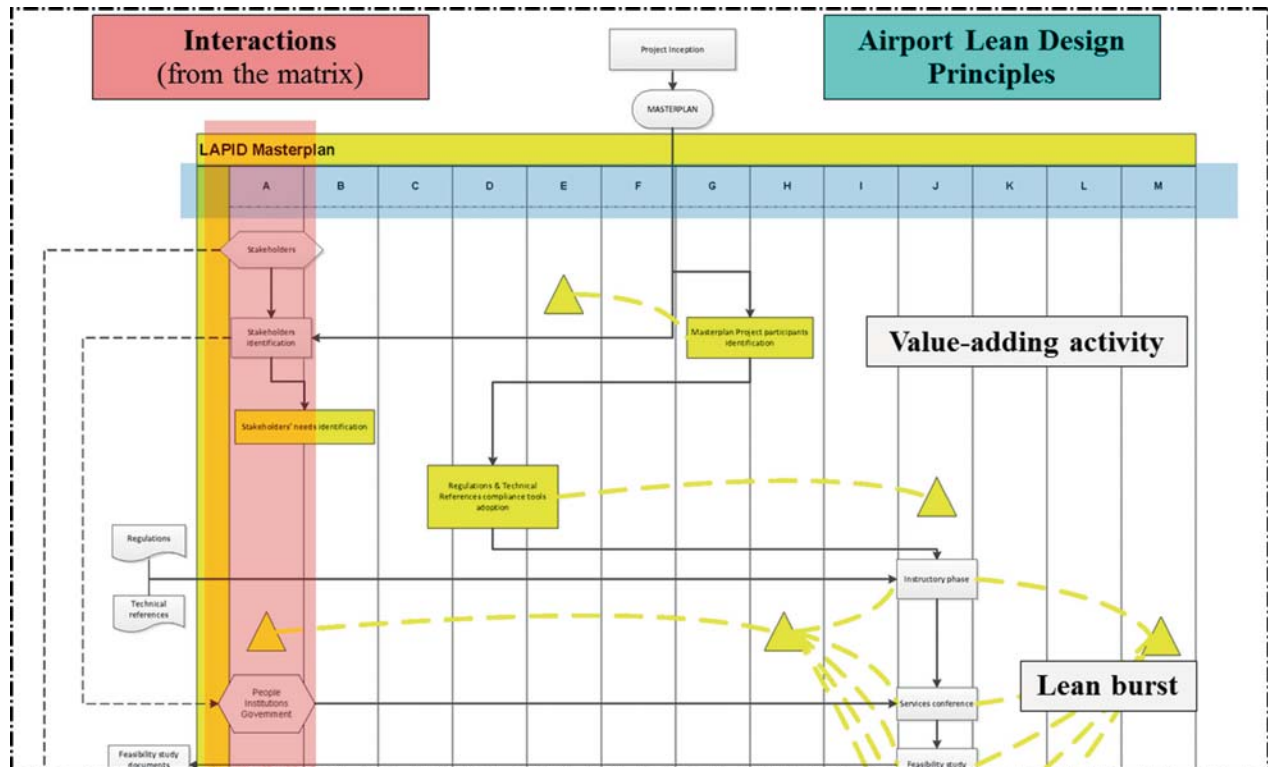 Interactions
(from the matrix)
Project Inception
Airport Lean Design
Principles
MASTERPLAN
LAPID Masterplan
A B C D E F G H I J K L M
Stakeholders
Stakeholders
identification
Masterplan Project participants
identification
Value-adding activity
Stakeholders' needs identification
Regulations & Technical
References compliance tools
adoption
Regulations
Instructory phase
Technical
references
Lean burst
People
Institutions
Government
Services conference
Feasibility study
documents
Feasibility study